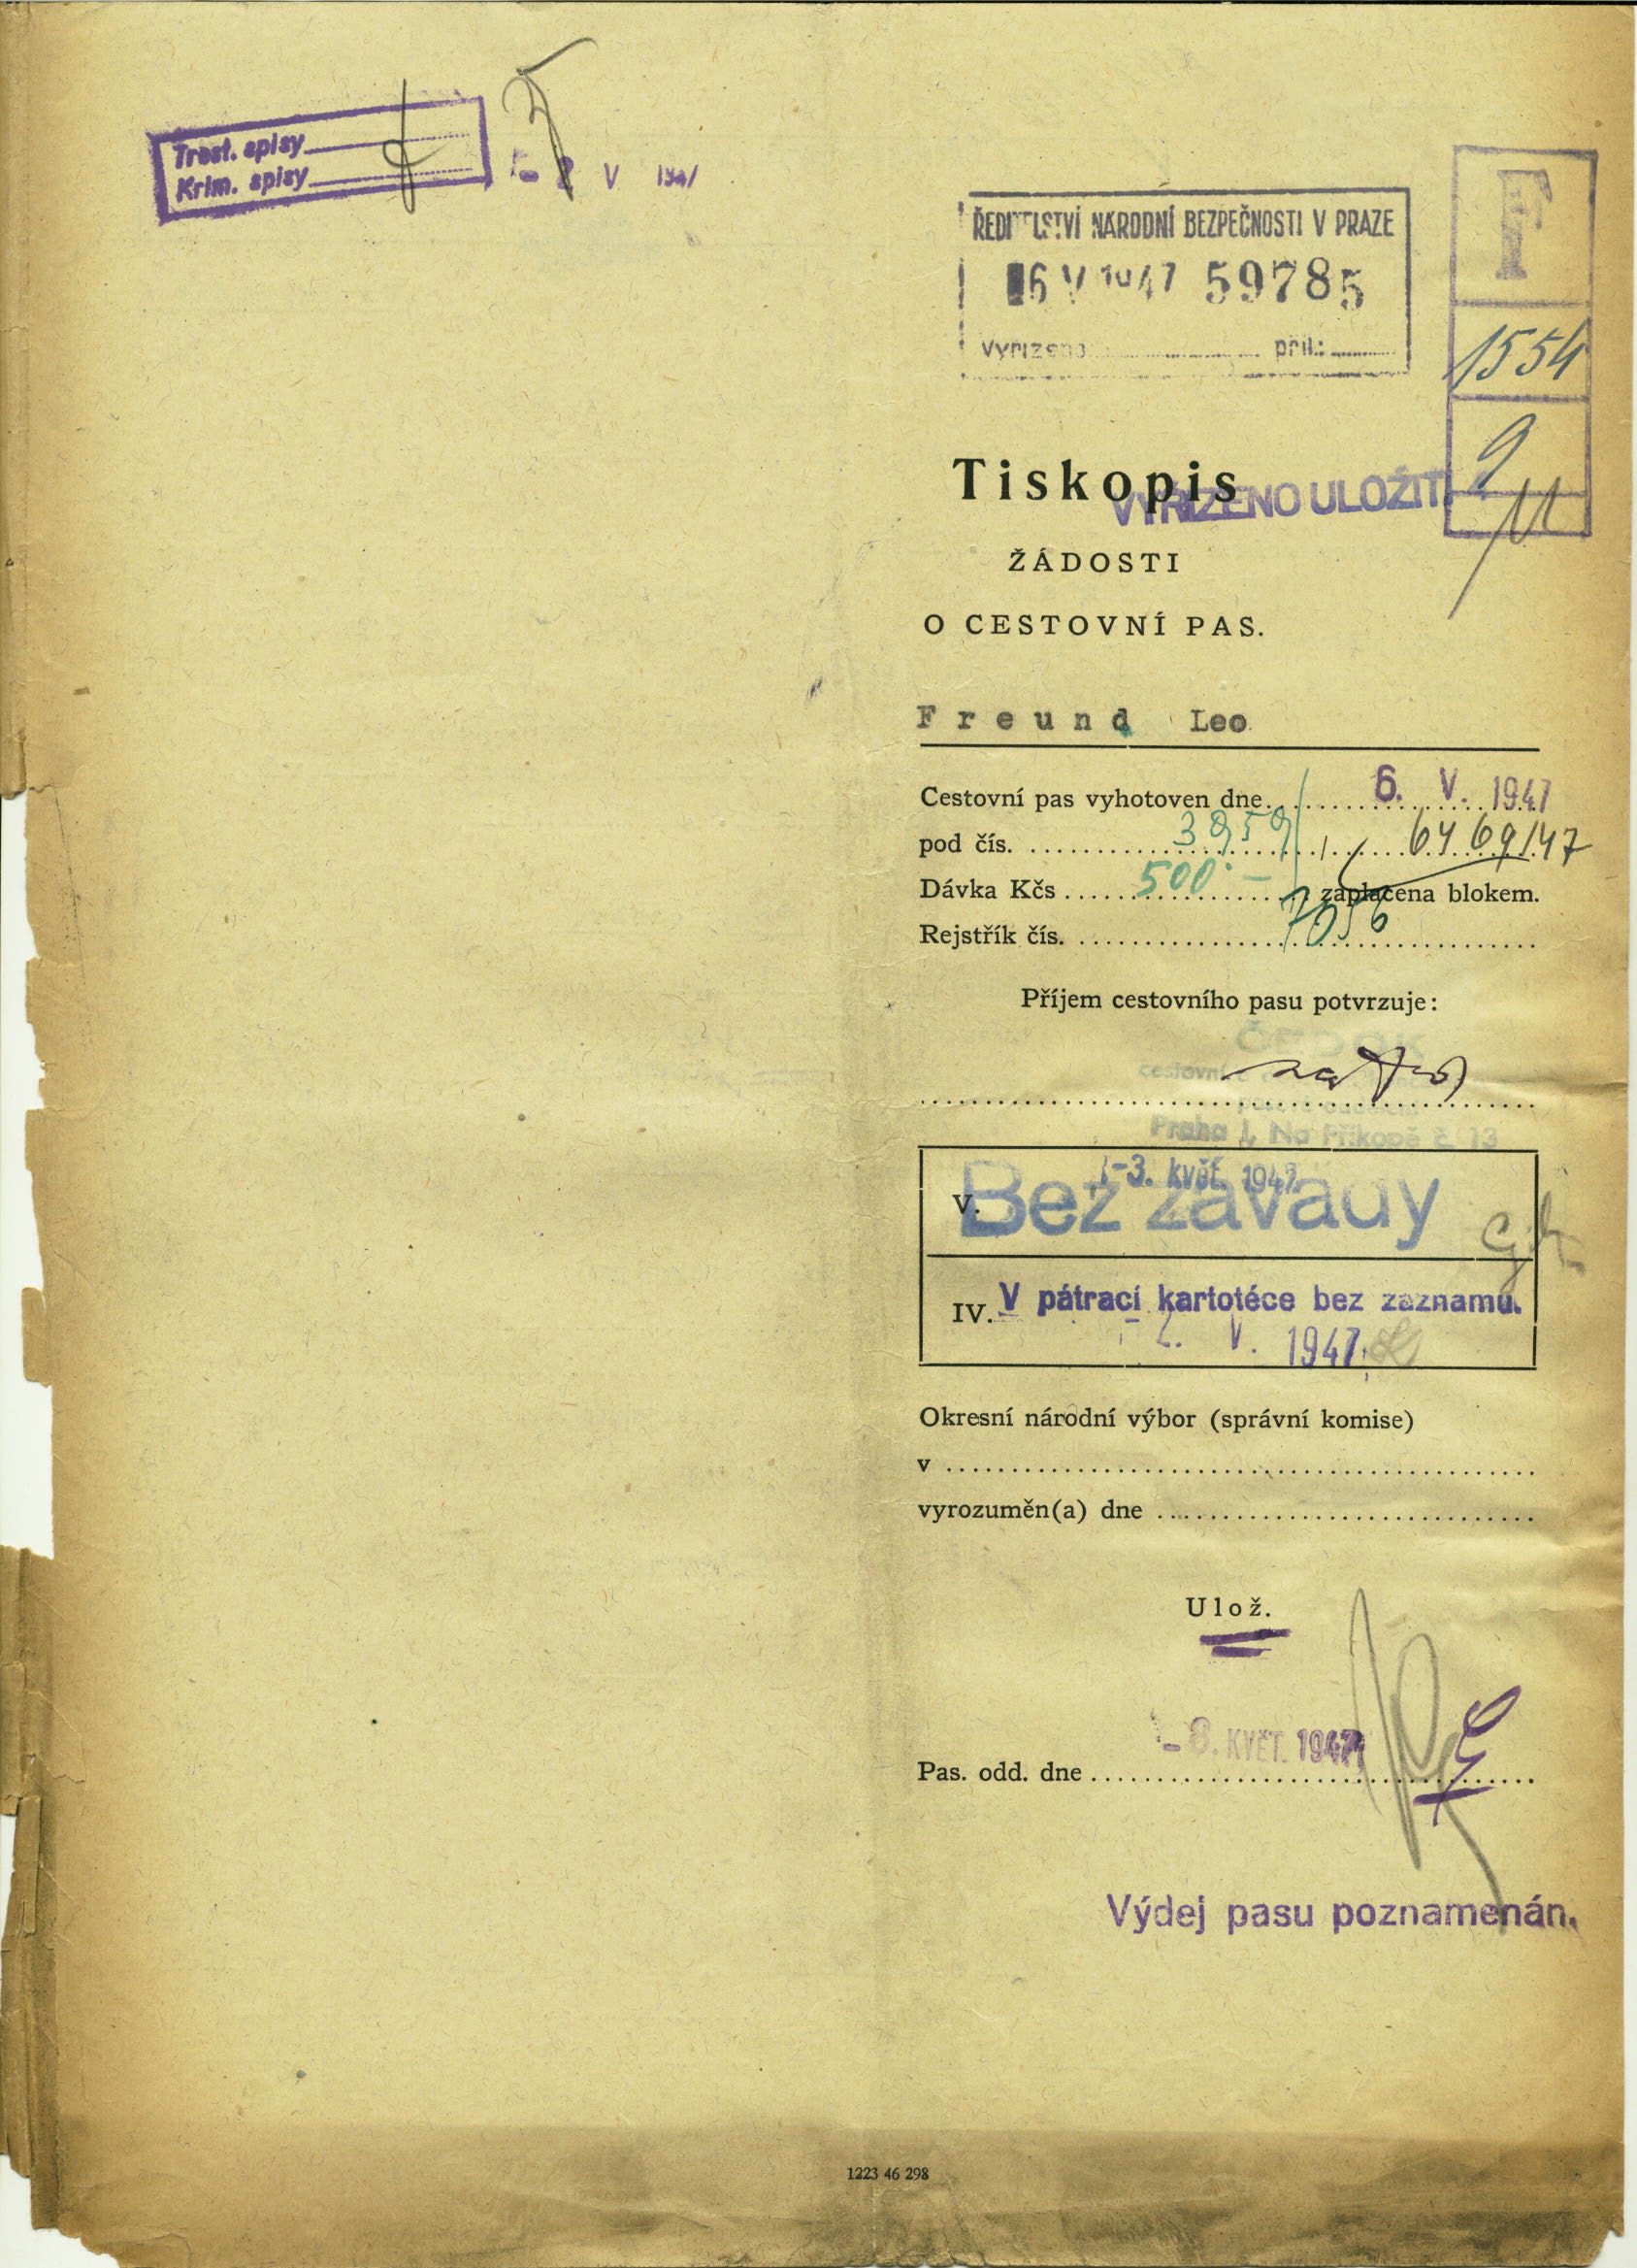 Trest. spisy
Krim. spisy
2 V 1947
ŘEDITELSTVÍ NÁRODNÍ BEZPEČNOSTI V PRAZE
6 V 1947 59785
Vyřízeno: příl.:
F
1554
9
Tiskopis
VYŘÍZENO ULOŽIT
ŽÁDOSTI
O CESTOVNÍ PAS.
Freund Leo
Cestovní pas vyhotoven dne 6. V. 1947
pod čís. 3959 / 6469/47
Dávka Kčs 500.— zaplacena blokem.
Rejstřík čís. 7056
Příjem cestovního pasu potvrzuje:
Praha I, Na Příkopě č. 13
-3. květ. 1947
V. Bez závady
IV. V pátrací kartotéce bez záznamu.
2. V. 1947
Okresní národní výbor (správní komise)
v
vyrozuměn(a) dne
Ulož.
-8. KVĚT. 1947
Pas. odd. dne
Výdej pasu poznamenán.
1223 46 298